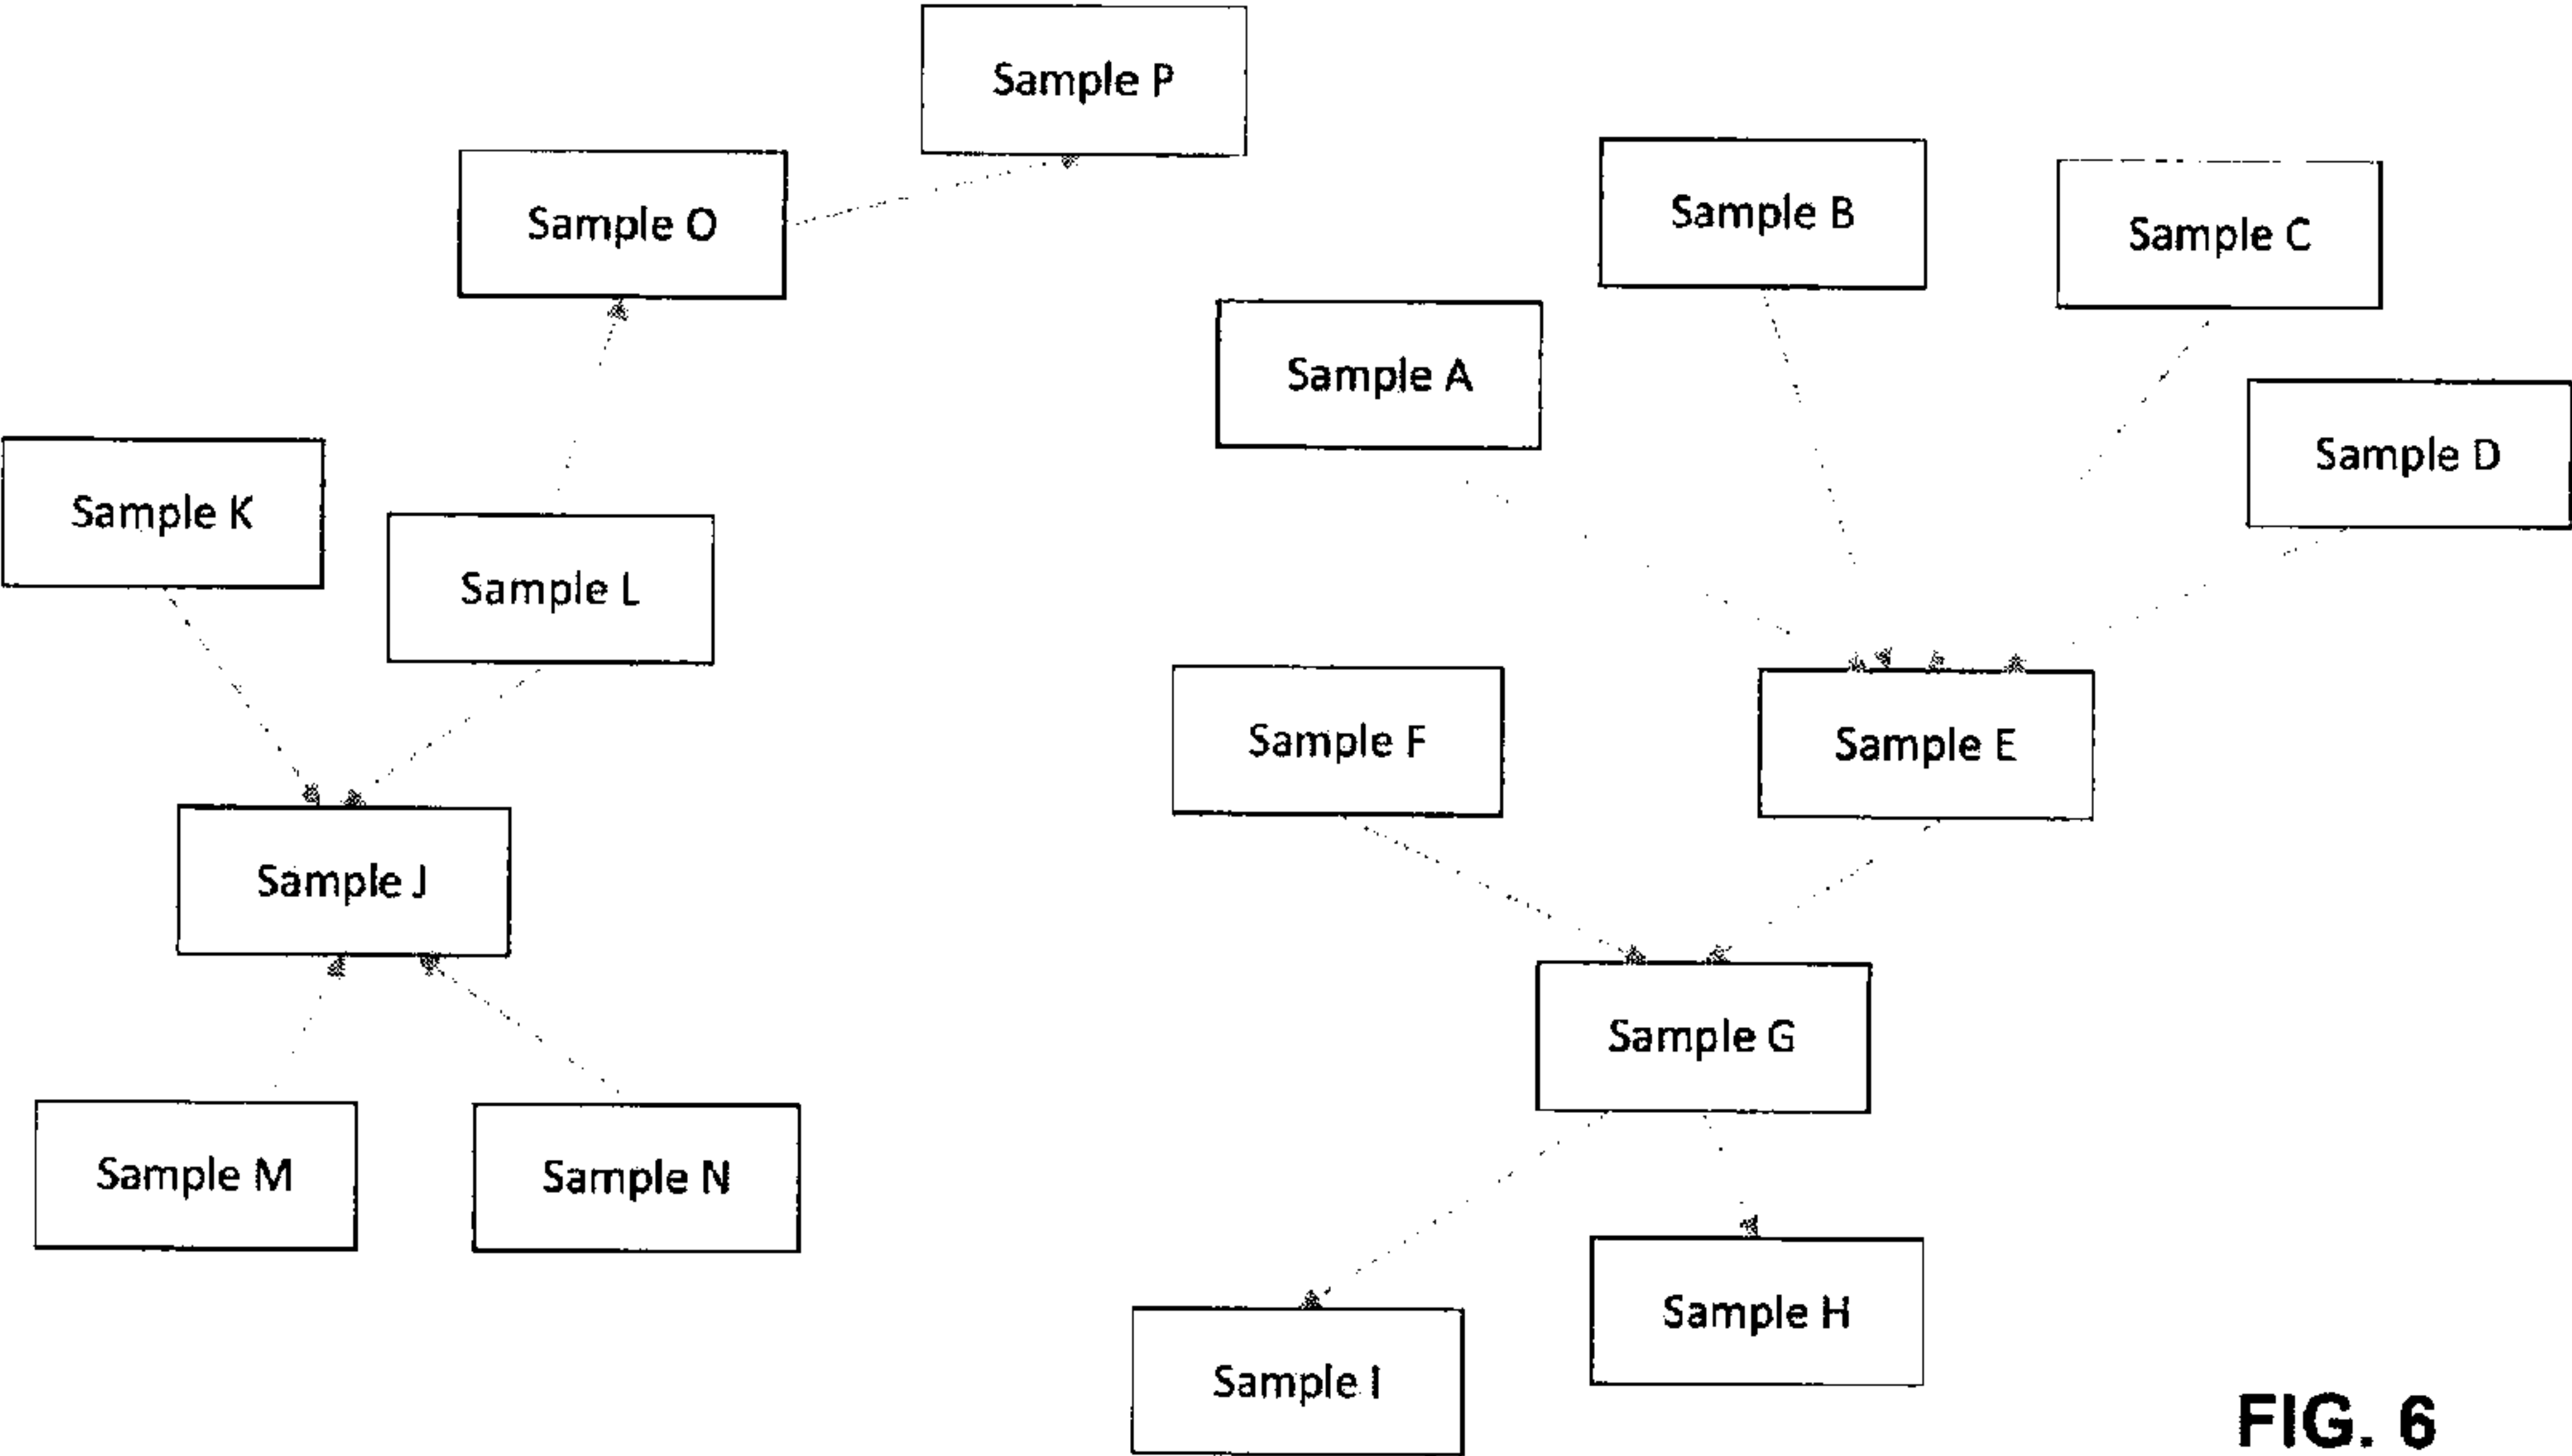 Sample P
Sample O
Sample B
Sample C
Sample A
Sample D
Sample K
Sample L
Sample F
Sample E
Sample J
Sample G
Sample M
Sample N
Sample H
Sample I
FIG. 6